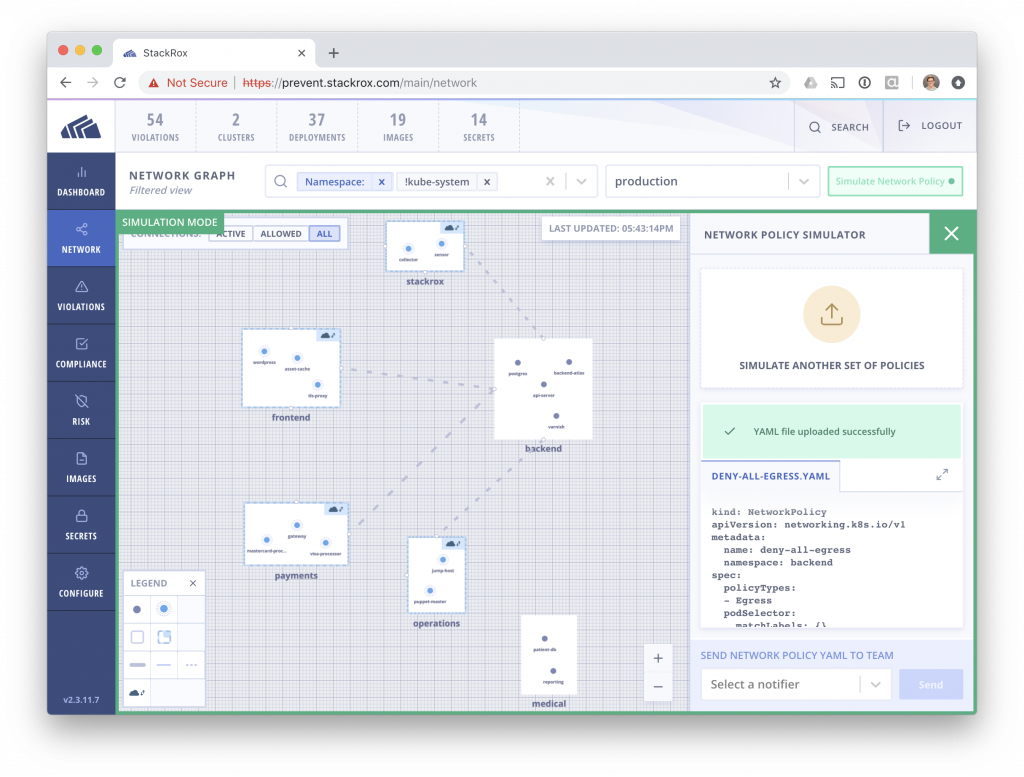 StackRox
Not Secure
https://prevent.stackrox.com/main/network
54
VIOLATIONS
2
CLUSTERS
37
DEPLOYMENTS
19
IMAGES
14
SECRETS
SEARCH
LOGOUT
DASHBOARD
NETWORK
VIOLATIONS
COMPLIANCE
RISK
IMAGES
SECRETS
CONFIGURE
v2.3.11.7
NETWORK GRAPH
Filtered view
Namespace:
!kube-system
production
Simulate Network Policy
SIMULATION MODE
CONNECTIONS:
ACTIVE
ALLOWED
ALL
LAST UPDATED: 05:43:14PM
collector
sensor
stackrox
wordpress
asset-cache
tls-proxy
frontend
postgres
backend-atlas
api-server
varnish
backend
gateway
mastercard-proc...
visa-processor
payments
jump-host
puppet-master
operations
patient-db
reporting
medical
LEGEND
NETWORK POLICY SIMULATOR
SIMULATE ANOTHER SET OF POLICIES
YAML file uploaded successfully
DENY-ALL-EGRESS.YAML
kind: NetworkPolicy
apiVersion: networking.k8s.io/v1
metadata:
  name: deny-all-egress
  namespace: backend
spec:
  policyTypes:
  - Egress
  podSelector:
    matchLabels: {}
SEND NETWORK POLICY YAML TO TEAM
Select a notifier
Send